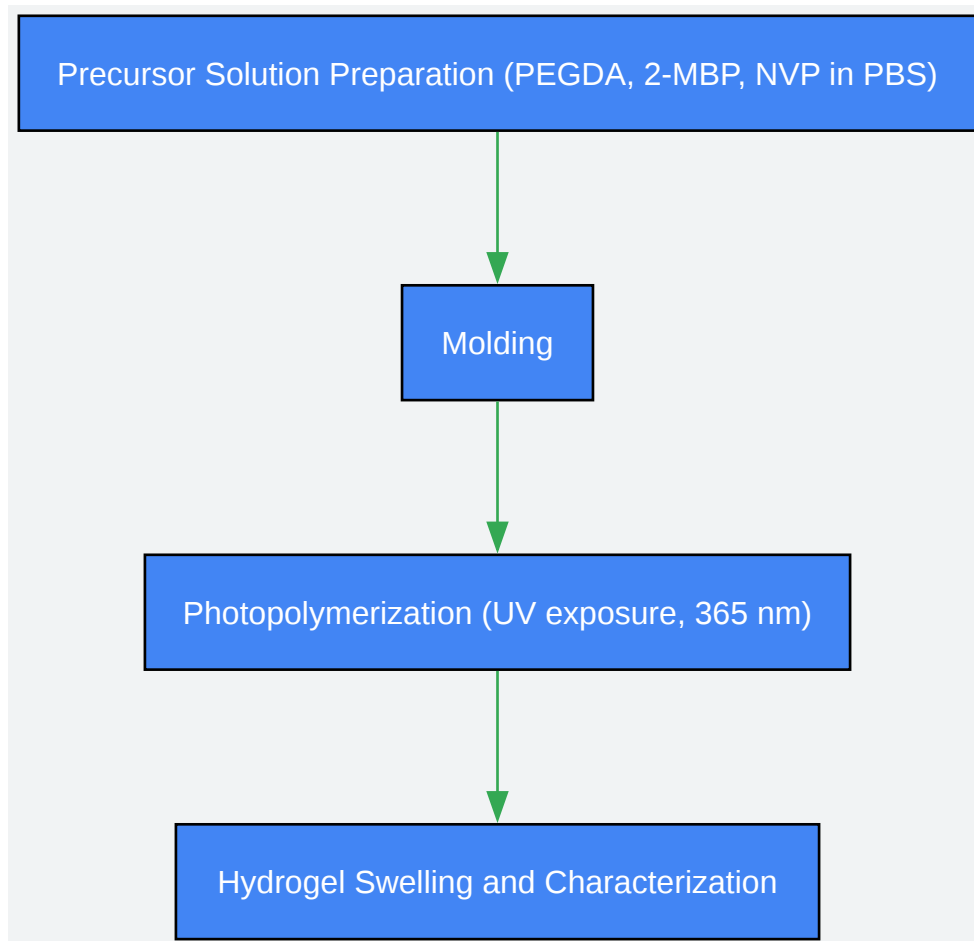 Precursor Solution Preparation (PEGDA, 2-MBP, NVP in PBS)
Molding
Photopolymerization (UV exposure, 365 nm)
Hydrogel Swelling and Characterization